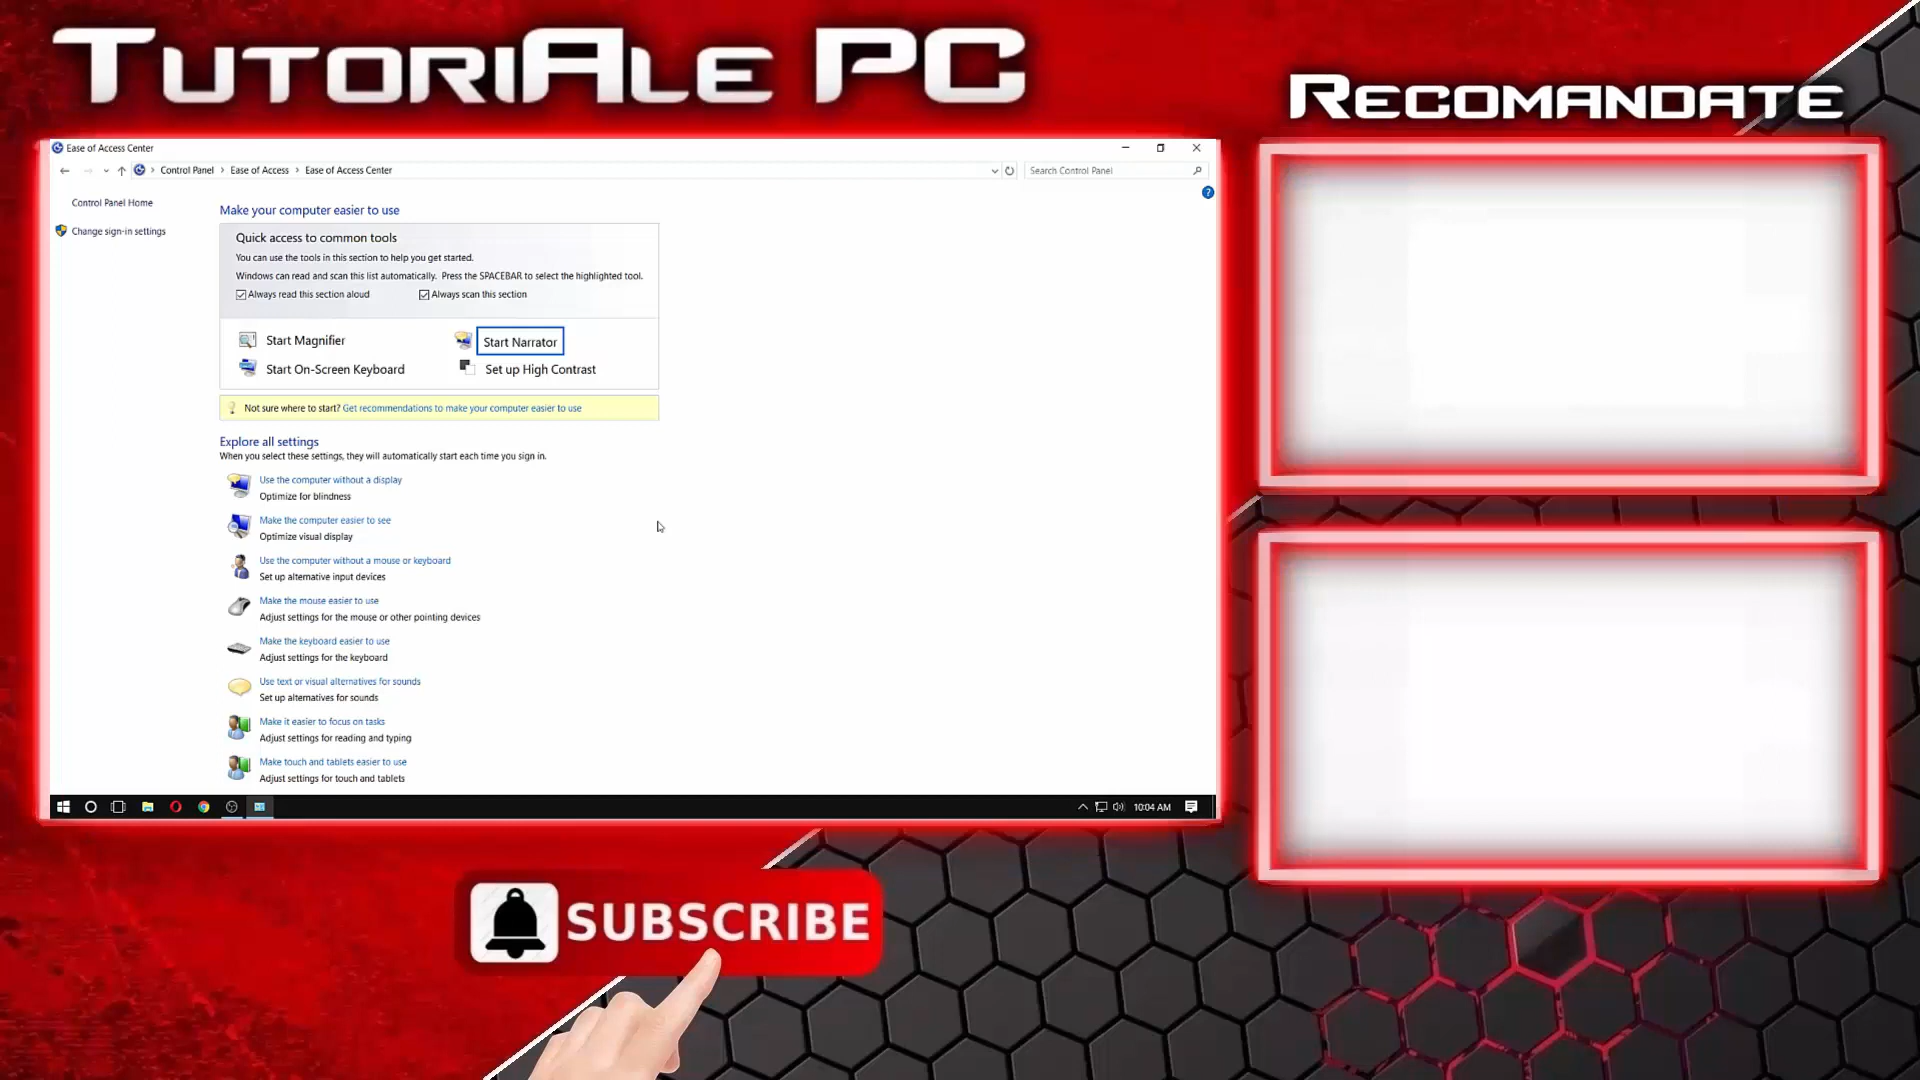 TUTORIALE PC
RECOMANDATE
Ease of Access Center
Control Panel > Ease of Access > Ease of Access Center
Search Control Panel
Control Panel Home
Change sign-in settings
Make your computer easier to use
Quick access to common tools
You can use the tools in this section to help you get started.
Windows can read and scan this list automatically. Press the SPACEBAR to select the highlighted tool.
Always read this section aloud Always scan this section
Start Magnifier Start Narrator
Start On-Screen Keyboard Set up High Contrast
Not sure where to start? Get recommendations to make your computer easier to use
Explore all settings
When you select these settings, they will automatically start each time you sign in.
Use the computer without a display
Optimize for blindness
Make the computer easier to see
Optimize visual display
Use the computer without a mouse or keyboard
Set up alternative input devices
Make the mouse easier to use
Adjust settings for the mouse or other pointing devices
Make the keyboard easier to use
Adjust settings for the keyboard
Use text or visual alternatives for sounds
Set up alternatives for sounds
Make it easier to focus on tasks
Adjust settings for reading and typing
Make touch and tablets easier to use
Adjust settings for touch and tablets
10:04 AM
SUBSCRIBE